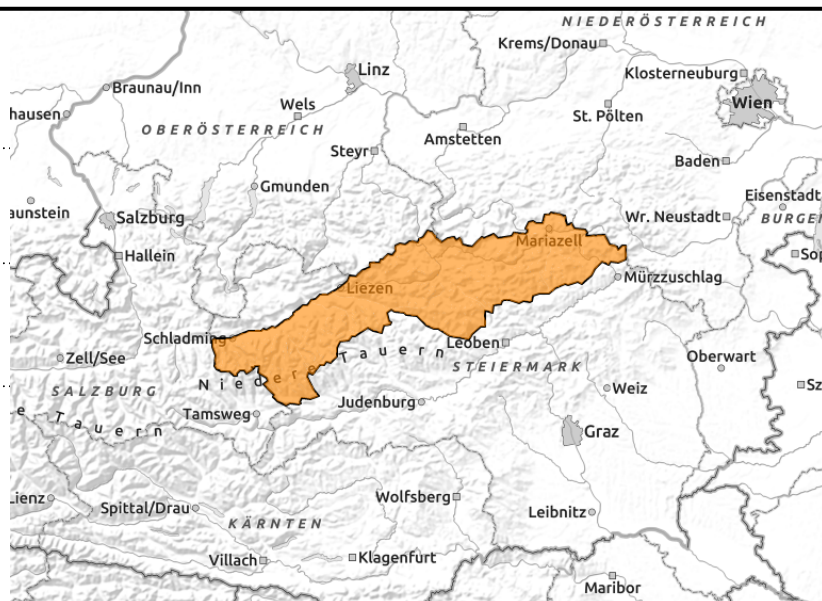 NIEDERÖSTERREICH
Krems/Donau
Linz
Klosterneuburg
Braunau/Inn
Wien
Wels
hausen
St. Pölten
OBERÖSTERREICH
Amstetten
Steyr
Baden
Gmunden
Eisenstadt
aunstein
Salzburg
Wr. Neustadt
BURGEN
Mariazell
Hallein
Sop
Mürzzuschlag
Liezen
Schladming
Leoben
Zell/See
Niedere Tauern
Oberwart
STEIERMARK
SALZBURG
Sz
Weiz
Judenburg
Tamsweg
e Tauern
Graz
Lienz
Wolfsberg
Spittal/Drau
Leibnitz
KÄRNTEN
Villach
Klagenfurt
Maribor